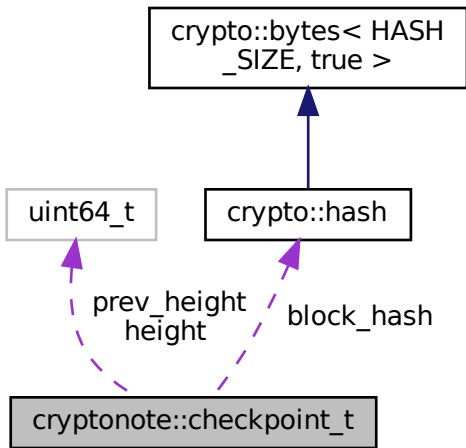 crypto::bytes< HASH
_SIZE, true >
uint64_t
crypto::hash
prev_height
height
block_hash
cryptonote::checkpoint_t